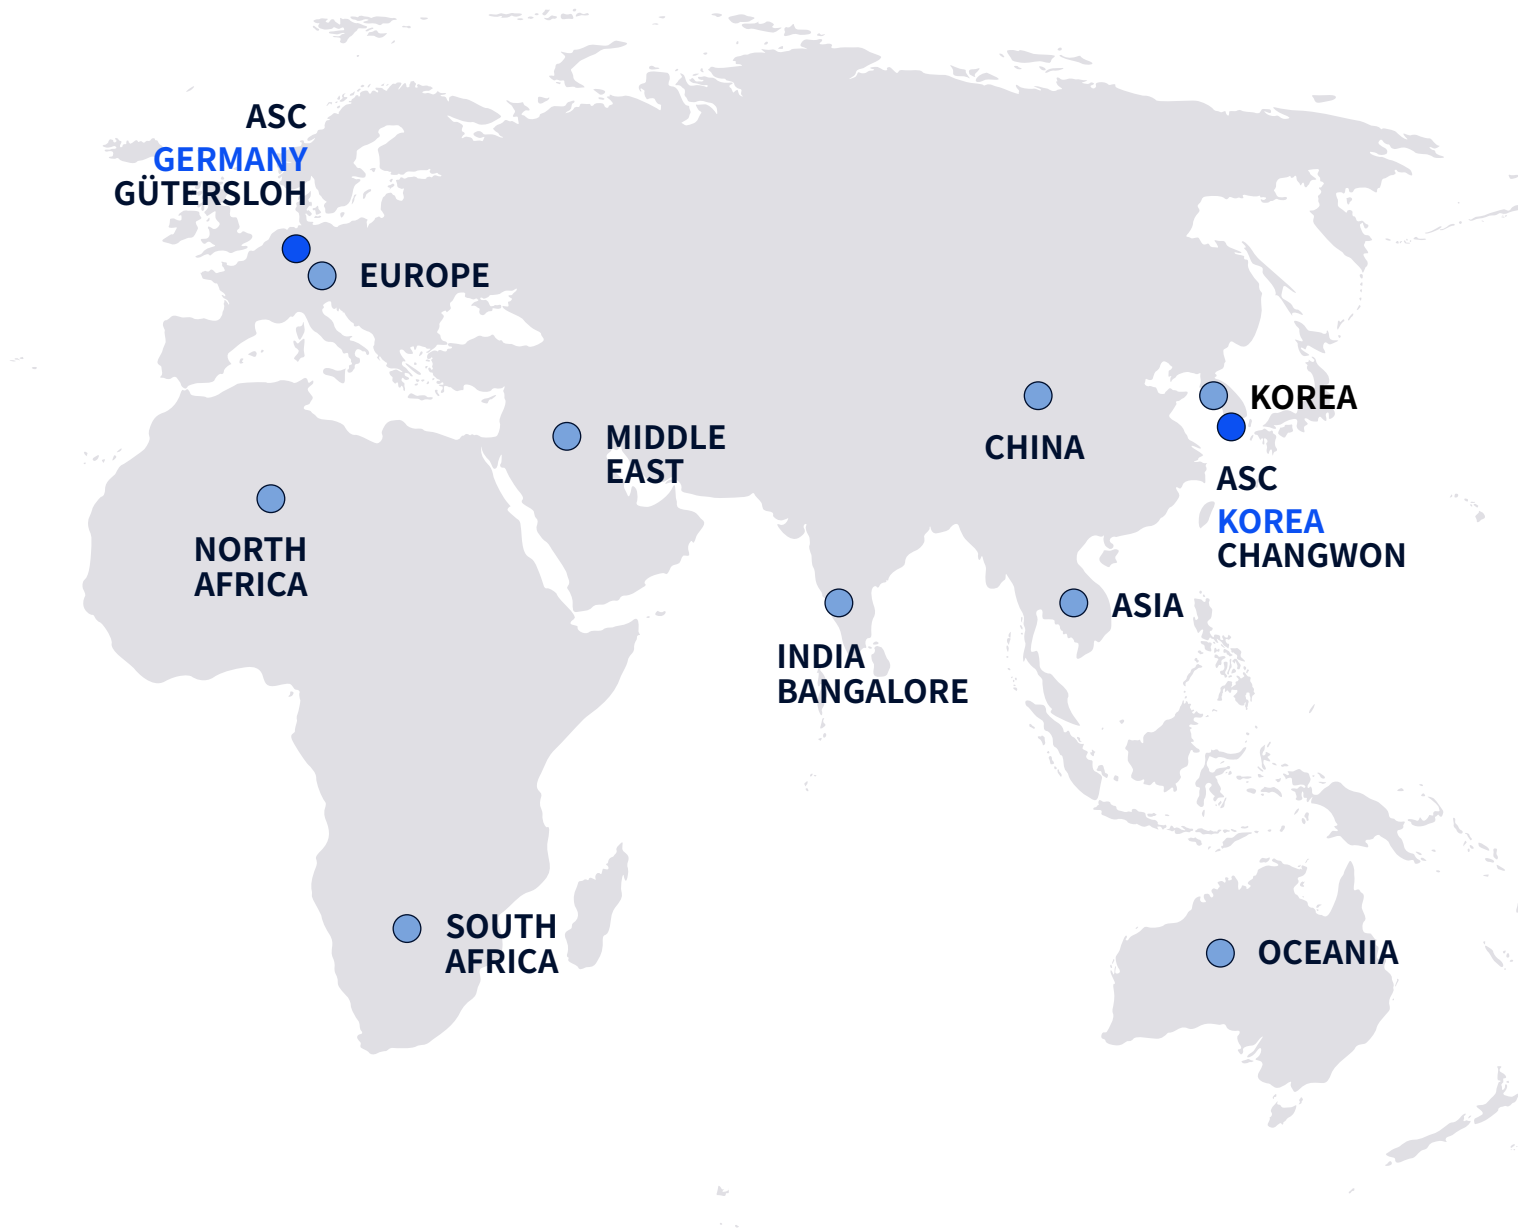 ASC
GERMANY
GÜTERSLOH
EUROPE
MIDDLE
EAST
NORTH
AFRICA
CHINA
KOREA
ASC
KOREA
CHANGWON
ASIA
INDIA
BANGALORE
SOUTH
AFRICA
OCEANIA